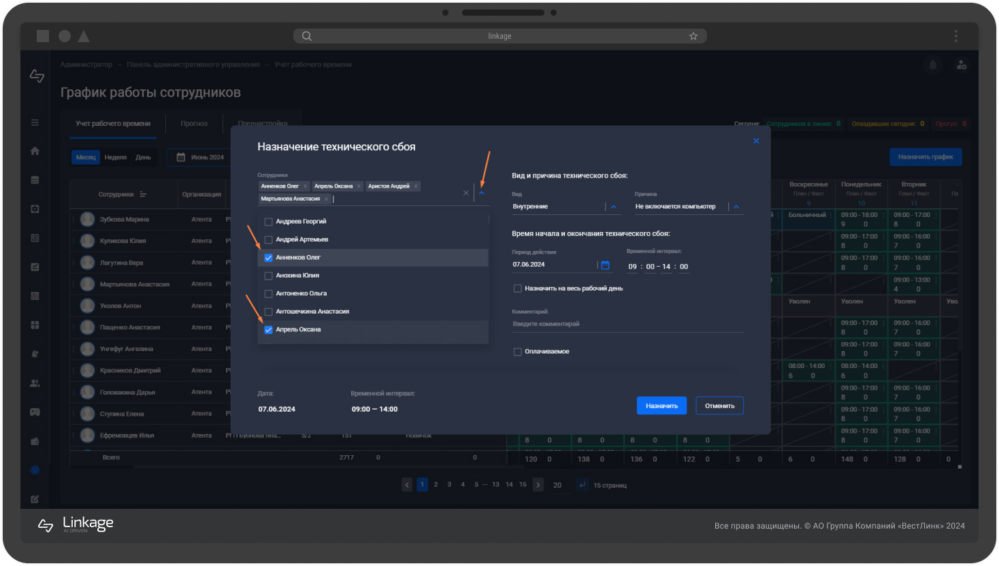 linkage
Администратор – Панель административного управления – Учет рабочего времени
График работы сотрудников
Учет рабочего времени Прогноз Преднастройка
Сегодня: Сотрудников в линии: 0 Опаздавших сегодня: 0 Прогул: 0
Месяц Неделя День Июнь 2024
Назначить график
Сотрудники Организация
Воскресенье Понедельник Вторник
План / Факт План / Факт План / Факт
9 10 11
Зубкова Марина Атента
Больничный 09:00 - 18:00 09:00 - 17:00
9 0 8 0
Куликова Юлия Атента
09:00 - 17:00 09:00 - 16:00
8 0 7 0
Лагутина Вера Атента
09:00 - 17:00 09:00 - 16:00
8 0 7 0
Мартьянова Анастасия Атента
09:00 - 13:00
4 0
Уколов Антон Атента
Уволен Уволен Уволен
Пащенко Анастасия Атента
09:00 - 17:00 09:00 - 16:00
8 0 7 0
Унгефуг Ангелина Атента
09:00 - 17:00 09:00 - 16:00
8 0 7 0
Красников Дмитрий Атента
08:00 - 14:00 08:00 - 14:00
6 0 6 0
Головакина Дарья Атента
09:00 - 17:00 09:00 - 16:00
8 0 7 0
Ступина Елена Атента
09:00 - 17:00 09:00 - 16:00
8 0 7 0
Ефремовцев Илья Атента
09:00 - 17:00 09:00 - 16:00
8 0 8 0 8 0 8 0 8 0 7 0
Всего 2717 0 0 120 0 138 0 136 0 122 0 5 0 6 0 148 0 128 0 0
1 2 3 4 5 ... 13 14 15 20 15 страниц
Назначение технического сбоя
Сотрудники
Анненков Олег × Апрель Оксана × Аристов Андрей ×
Мартьянова Анастасия ×
Андреев Георгий
Андрей Артемьев
Анненков Олег
Анохина Юлия
Антоненко Ольга
Антошечкина Анастасия
Апрель Оксана
Вид и причина технического сбоя:
Вид Причина
Внутренние Не включается компьютер
Время начала и окончания технического сбоя:
Период действия Временной интервал:
07.06.2024 09 : 00 – 14 : 00
Назначить на весь рабочий день
Комментарий:
Введите комментирай
Оплачиваемое
Дата: Временной интервал:
07.06.2024 09:00 — 14:00
Назначить Отменить
Linkage
AI DRIVEN
Все права защищены. © АО Группа Компаний «ВестЛинк» 2024